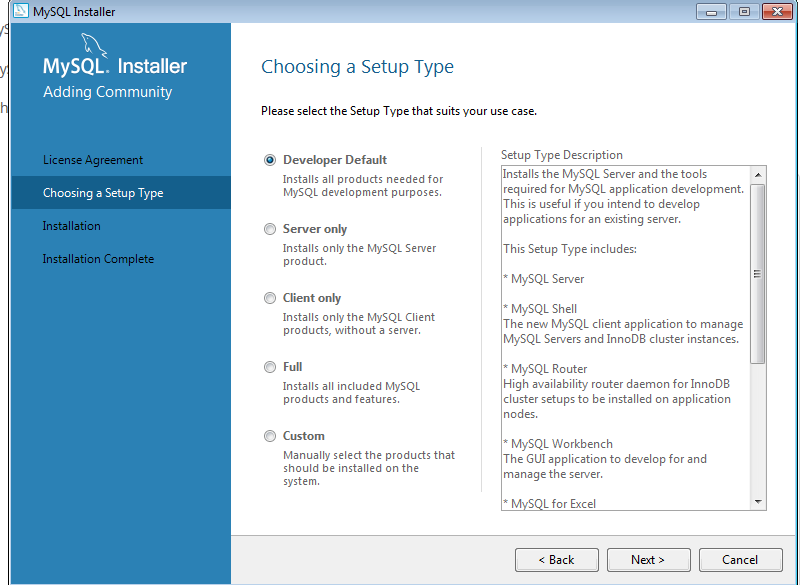 MySQL Installer
MySQL. Installer
Adding Community
License Agreement
Choosing a Setup Type
Installation
Installation Complete
Choosing a Setup Type
Please select the Setup Type that suits your use case.
Developer Default
Installs all products needed for
MySQL development purposes.
Server only
Installs only the MySQL Server
product.
Client only
Installs only the MySQL Client
products, without a server.
Full
Installs all included MySQL
products and features.
Custom
Manually select the products that
should be installed on the
system.
Setup Type Description
Installs the MySQL Server and the tools
required for MySQL application development.
This is useful if you intend to develop
applications for an existing server.
This Setup Type includes:
* MySQL Server
* MySQL Shell
The new MySQL client application to manage
MySQL Servers and InnoDB cluster instances.
* MySQL Router
High availability router daemon for InnoDB
cluster setups to be installed on application
nodes.
* MySQL Workbench
The GUI application to develop for and
manage the server.
* MySQL for Excel
< Back
Next >
Cancel